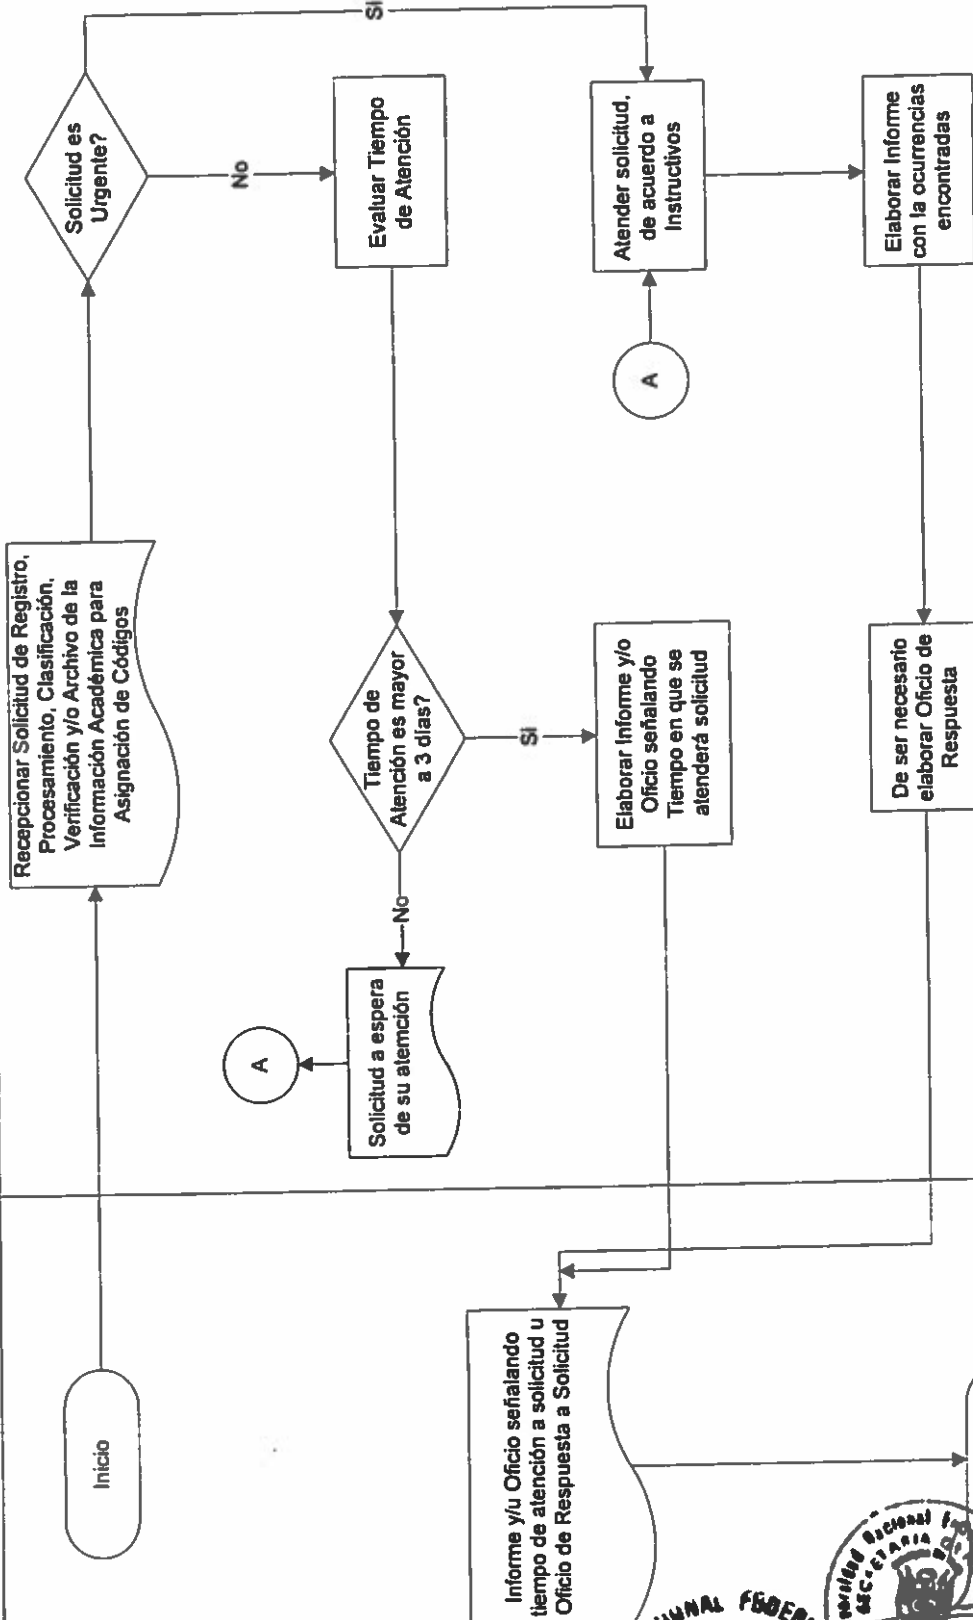 Inicio
Recepcionar Solicitud de Registro,
Procesamiento, Clasificación,
Verificación y/o Archivo de la
Información Académica para
Asignación de Códigos
Solicitud es
Urgente?
Si
No
Evaluar Tiempo
de Atención
Tiempo de
Atención es mayor
a 3 días?
No
Solicitud a espera
de su atemción
A
Si
Elaborar Informe y/o
Oficio señalando
Tiempo en que se
atenderá solicitud
A
Atender solicitud,
de acuerdo a
Instructivos
Elaborar Informe
con la ocurrencias
encontradas
De ser necesario
elaborar Oficio de
Respuesta
Informe y/u Oficio señalando
tiempo de atención a solicitud u
Oficio de Respuesta a Solicitud
Nacional
SECRETARIA